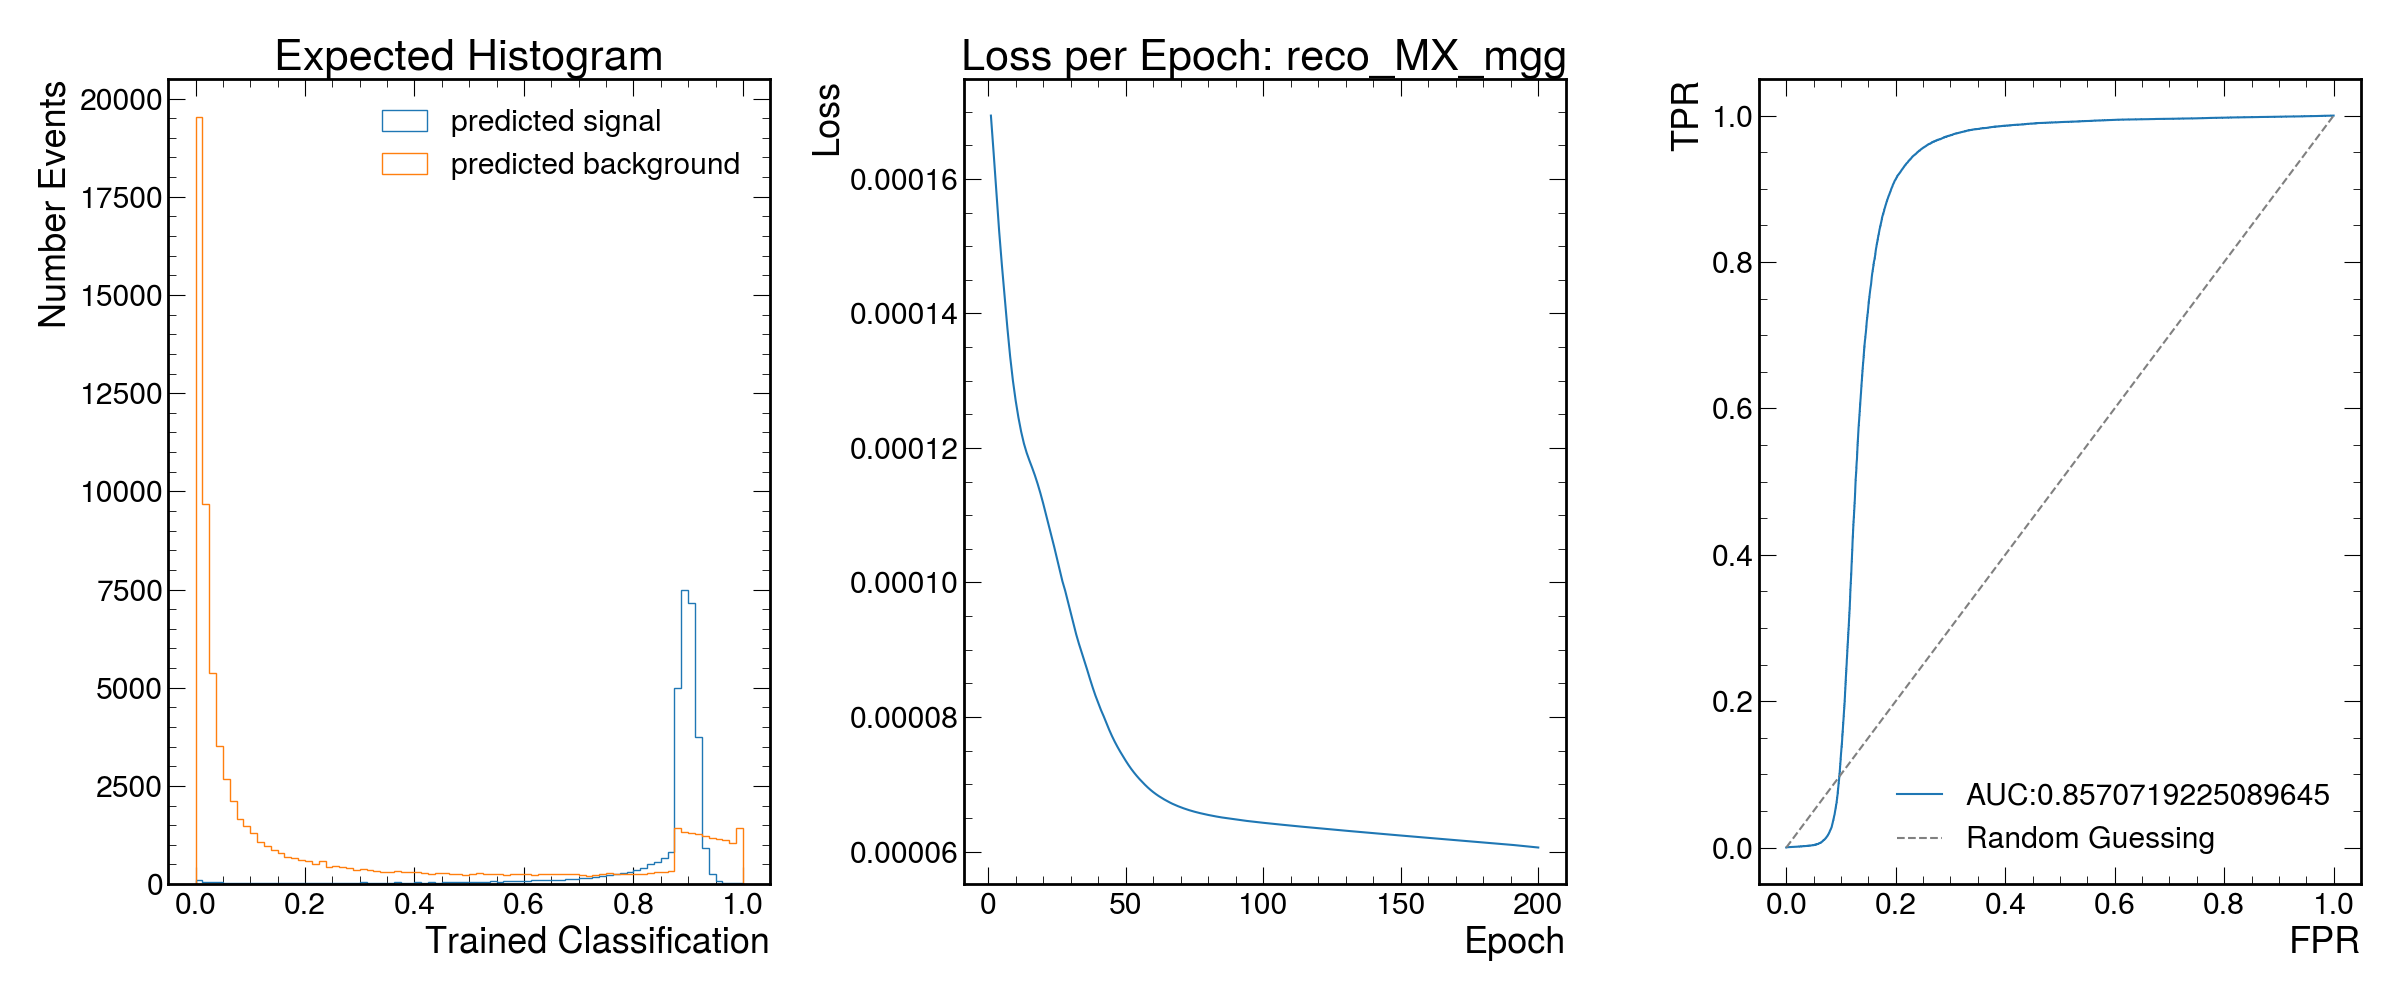 Expected Histogram
Number Events
20000
17500
15000
12500
10000
7500
5000
2500
0
predicted signal
predicted background
0.0 0.2 0.4 0.6 0.8 1.0
Trained Classification
Loss per Epoch: reco_MX_mgg
Loss
0.00016
0.00014
0.00012
0.00010
0.00008
0.00006
0 50 100 150 200
Epoch
TPR
1.0
0.8
0.6
0.4
0.2
0.0
AUC:0.8570719225089645
Random Guessing
0.0 0.2 0.4 0.6 0.8 1.0
FPR